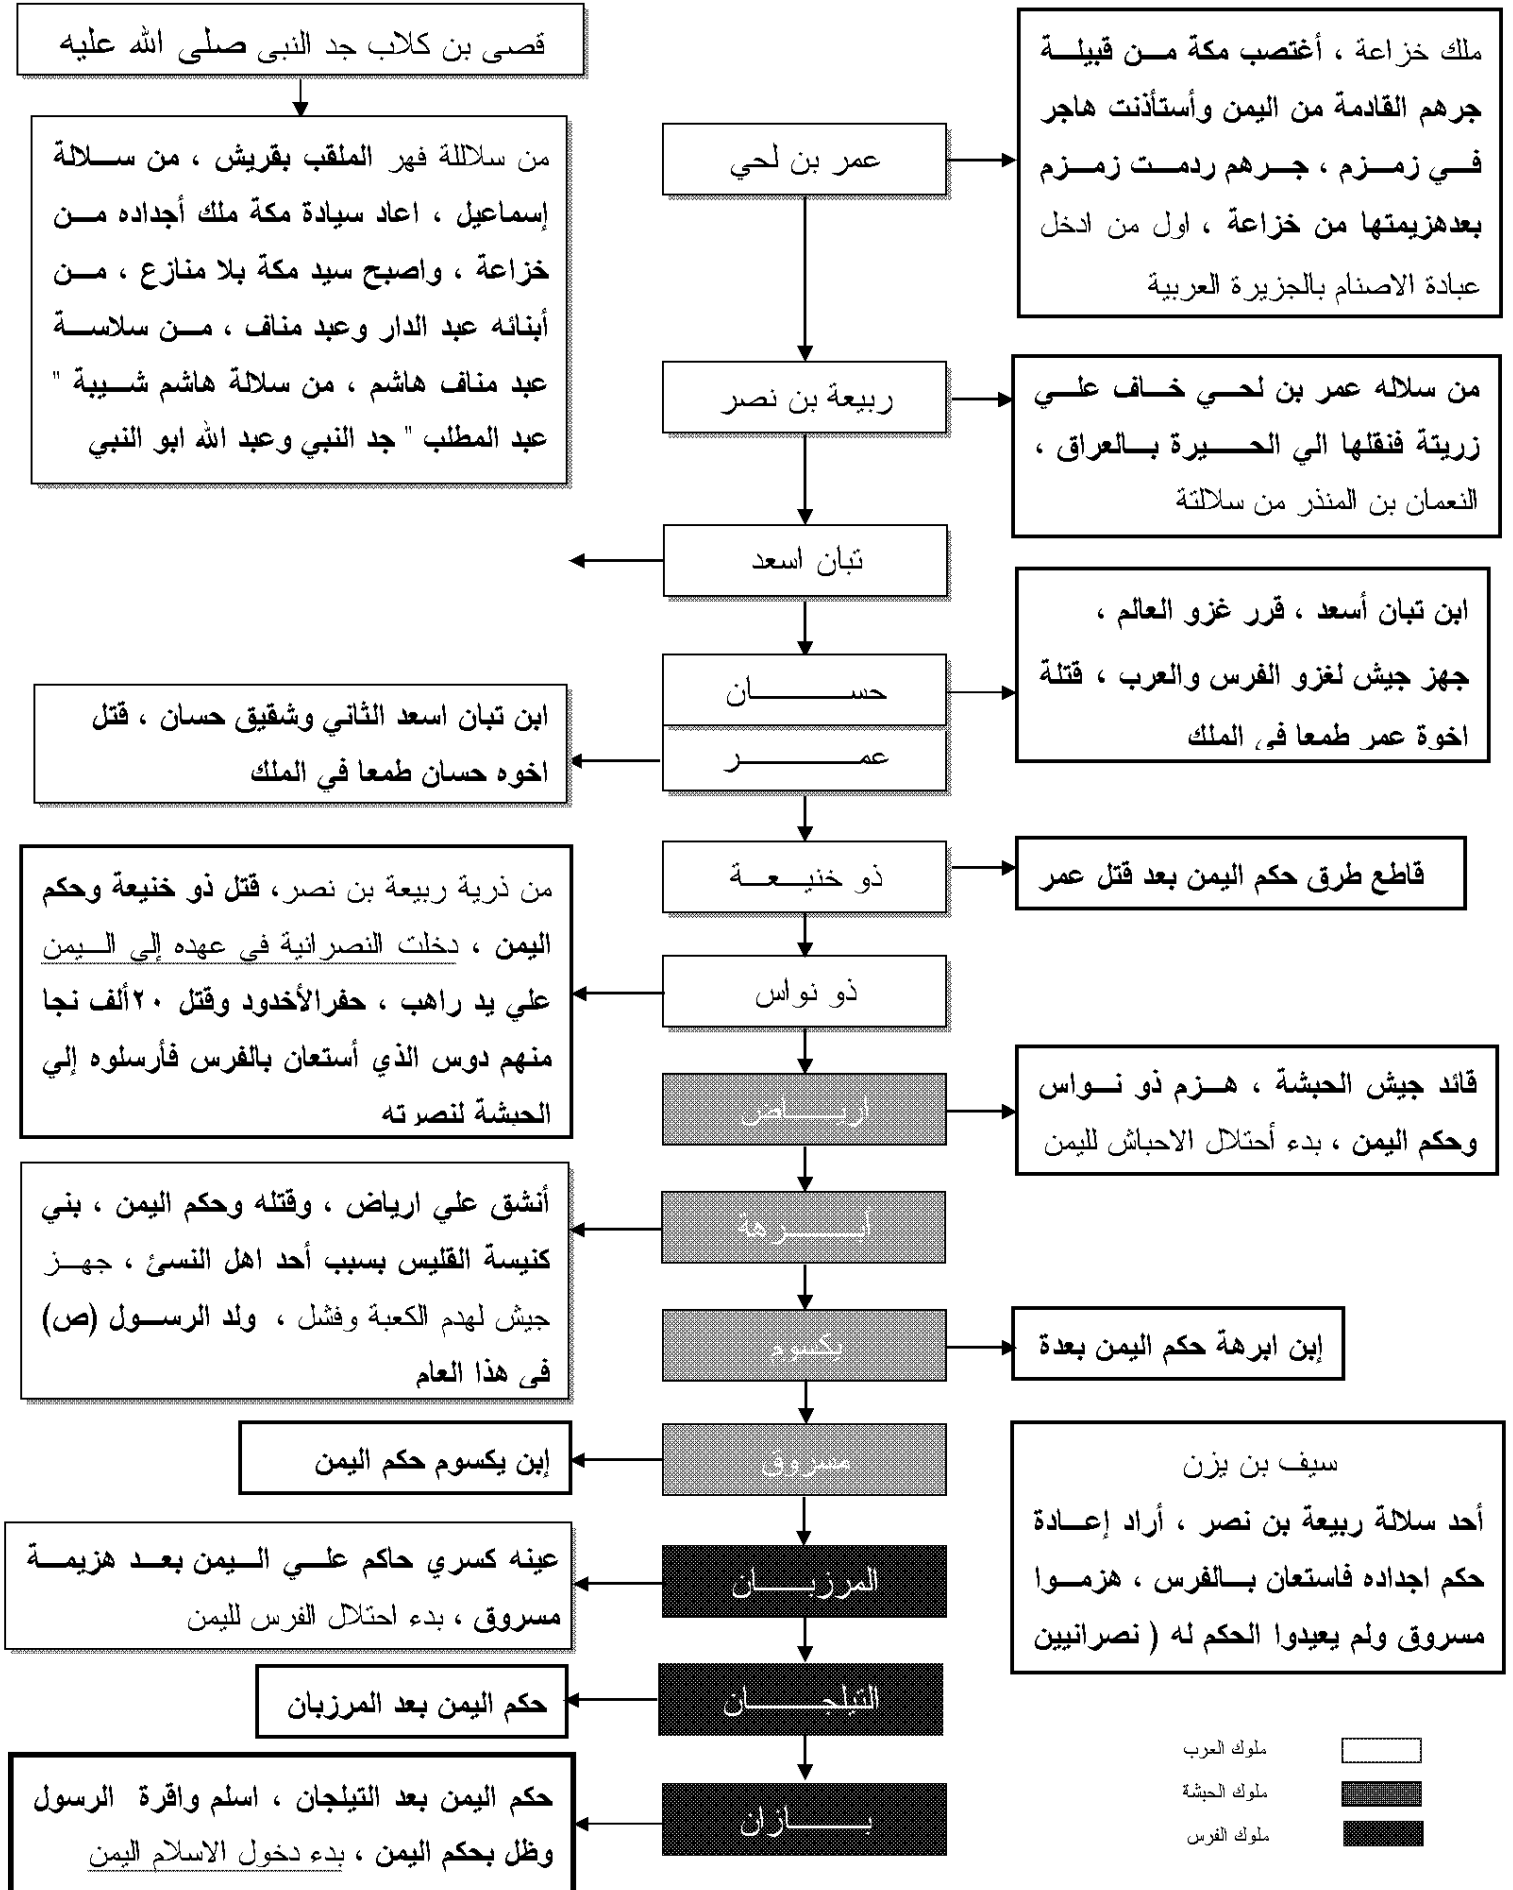 قصى بن كلاب جد النبى صلى الله عليه
من سلاللة فهر الملقب بقريش ، من سلالة
إسماعيل ، اعاد سيادة مكة ملك أجداده من
خزاعة ، واصبح سيد مكة بلا منازع ، من
أبنائه عبد الدار وعبد مناف ، من سلاسة
عبد مناف هاشم ، من سلالة هاشم شيبة "
عبد المطلب " جد النبي وعبد الله ابو النبي
ملك خزاعة ، أغتصب مكة من قبيلة
جرهم القادمة من اليمن وأستأذنت هاجر
في زمزم ، جرهم ردمت زمزم
بعدهزيمتها من خزاعة ، اول من ادخل
عبادة الاصنام بالجزيرة العربية
عمر بن لحي
ربيعة بن نصر
من سلاله عمر بن لحي خاف علي
زريتة فنقلها الي الحيرة بالعراق ،
النعمان بن المنذر من سلالتة
تبان اسعد
حســـــــان
ابن تبان أسعد ، قرر غزو العالم ،
جهز جيش لغزو الفرس والعرب ، قتلة
اخوة عمر طمعا في الملك
عمـــــــــر
ابن تبان اسعد الثاني وشقيق حسان ، قتل
اخوه حسان طمعا في الملك
ذو خنيـــعـــة
قاطع طرق حكم اليمن بعد قتل عمر
ذو نواس
من ذرية ربيعة بن نصر، قتل ذو خنيعة وحكم
اليمن ، دخلت النصرانية في عهده إلي اليمن
علي يد راهب ، حفرالأخدود وقتل ٢٠ألف نجا
منهم دوس الذي أستعان بالفرس فأرسلوه إلي
الحبشة لنصرته
اريـــــاض
قائد جيش الحبشة ، هزم ذو نواس
وحكم اليمن ، بدء أحتلال الاحباش لليمن
أبـــــرهة
أنشق علي ارياض ، وقتله وحكم اليمن ، بني
كنيسة القليس بسبب أحد اهل النسئ ، جهز
جيش لهدم الكعبة وفشل ، ولد الرسول (ص)
في هذا العام
يكسوم
إبن ابرهة حكم اليمن بعدة
مسروق
إبن يكسوم حكم اليمن
سيف بن يزن
أحد سلالة ربيعة بن نصر ، أراد إعادة
حكم اجداده فاستعان بالفرس ، هزموا
مسروق ولم يعيدوا الحكم له ( نصرانيين
المرزبـــــان
عينه كسري حاكم علي اليمن بعد هزيمة
مسروق ، بدء احتلال الفرس لليمن
التيلجـــــــان
حكم اليمن بعد المرزبان
بـــــــازان
حكم اليمن بعد التيلجان ، اسلم واقرة الرسول
وظل بحكم اليمن ، بدء دخول الاسلام اليمن
ملوك العرب
ملوك الحبشة
ملوك الفرس